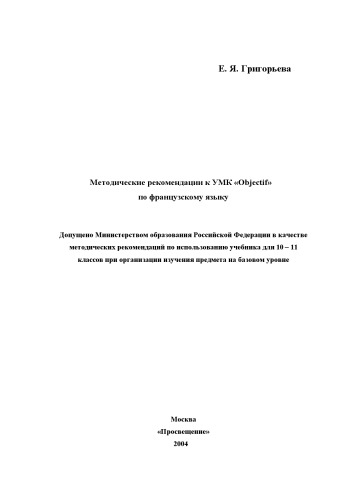 Е. Я. Григорьева
Методические рекомендации к УМК «Objectif»
по французскому языку
Допущено Министерством образования Российской Федерации в качестве
методических рекомендаций по использованию учебника для 10 – 11
классов при организации изучения предмета на базовом уровне
Москва
«Просвещение»
2004